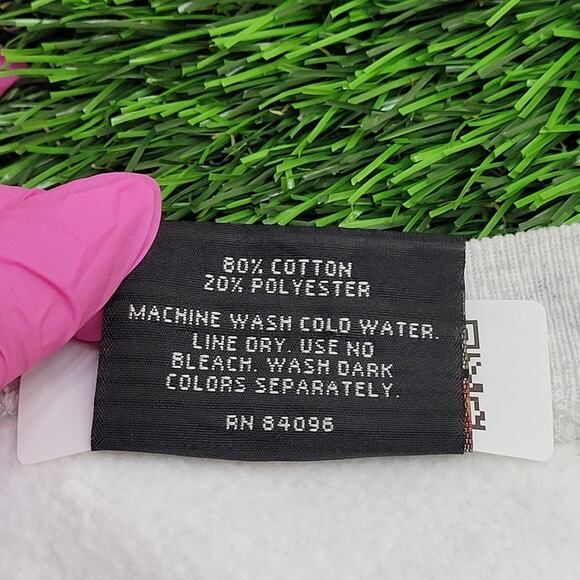 80% COTTON
20% POLYESTER
MACHINE WASH COLD WATER.
LINE DRY. USE NO
BLEACH. WASH DARK
COLORS SEPARATELY.
RN 84096